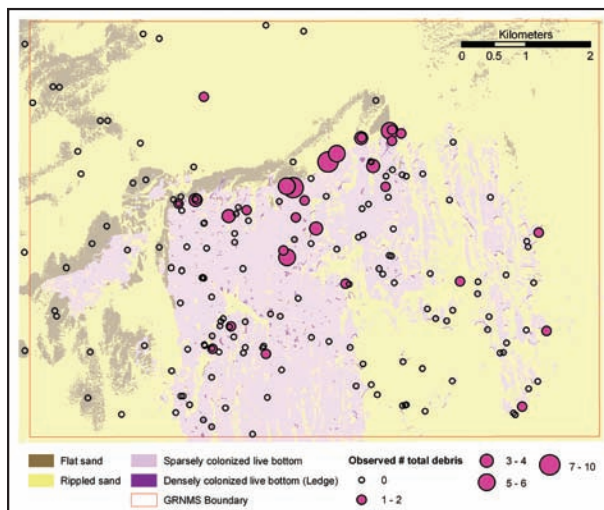 Kilometers
0 0.5 1 2
Flat sand
Rippled sand
Sparsely colonized live bottom
Densely colonized live bottom (Ledge)
GRNMS Boundary
Observed # total debris
0
1 - 2
3 - 4
5 - 6
7 - 10